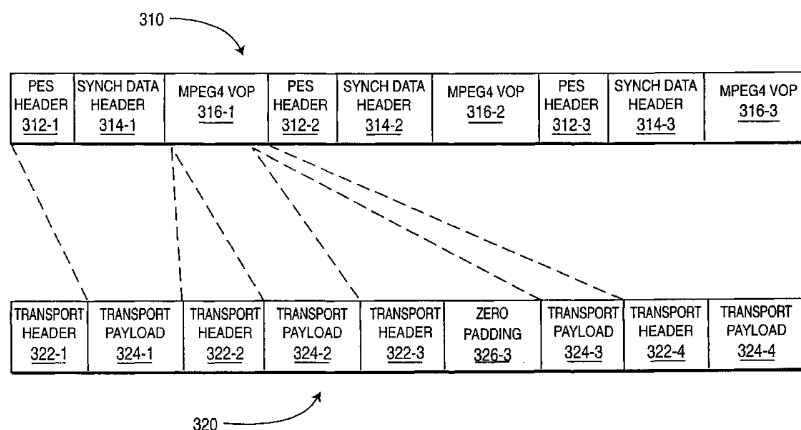 310
PES
HEADER
312-1
SYNCH DATA
HEADER
314-1
MPEG4 VOP
316-1
PES
HEADER
312-2
SYNCH DATA
HEADER
314-2
MPEG4 VOP
316-2
PES
HEADER
312-3
SYNCH DATA
HEADER
314-3
MPEG4 VOP
316-3
TRANSPORT
HEADER
322-1
TRANSPORT
PAYLOAD
324-1
TRANSPORT
HEADER
322-2
TRANSPORT
PAYLOAD
324-2
TRANSPORT
HEADER
322-3
ZERO
PADDING
326-3
TRANSPORT
PAYLOAD
324-3
TRANSPORT
HEADER
322-4
TRANSPORT
PAYLOAD
324-4
320